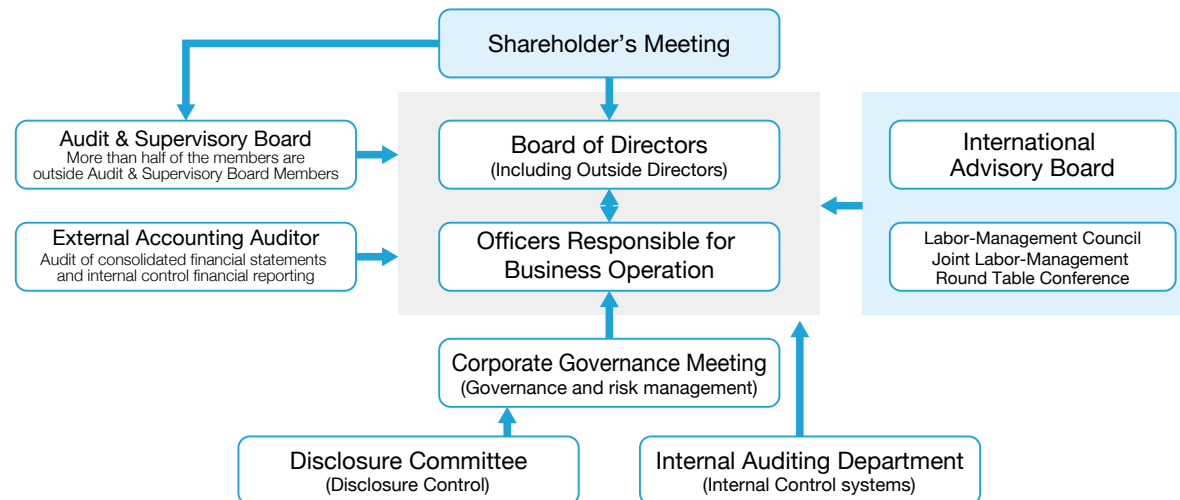 Shareholder's Meeting
Audit & Supervisory Board
More than half of the members are
outside Audit & Supervisory Board Members
Board of Directors
(Including Outside Directors)
International
Advisory Board
External Accounting Auditor
Audit of consolidated financial statements
and internal control financial reporting
Officers Responsible for
Business Operation
Labor-Management Council
Joint Labor-Management
Round Table Conference
Corporate Governance Meeting
(Governance and risk management)
Disclosure Committee
(Disclosure Control)
Internal Auditing Department
(Internal Control systems)